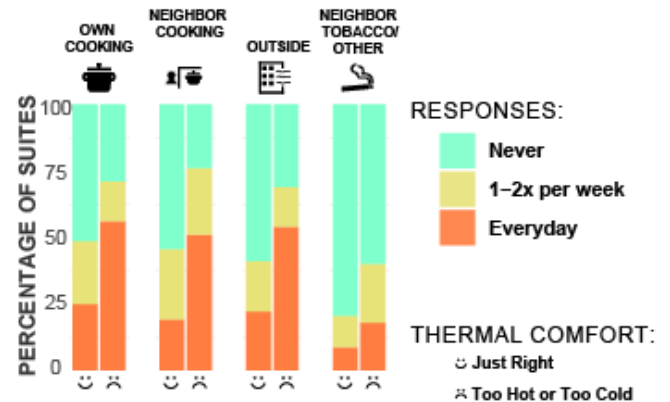 OWN
COOKING
NEIGHBOR
COOKING
OUTSIDE
NEIGHBOR
TOBACCO/
OTHER
PERCENTAGE OF SUITES
100
75
50
25
0
RESPONSES:
Never
1–2x per week
Everyday
THERMAL COMFORT:
Just Right
Too Hot or Too Cold